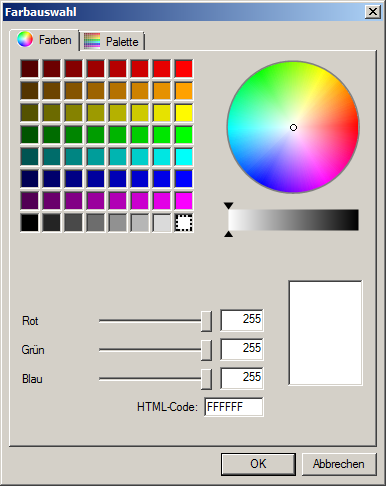 Farbauswahl
Farben Palette
Rot 255
Grün 255
Blau 255
HTML-Code: FFFFFF
OK Abbrechen